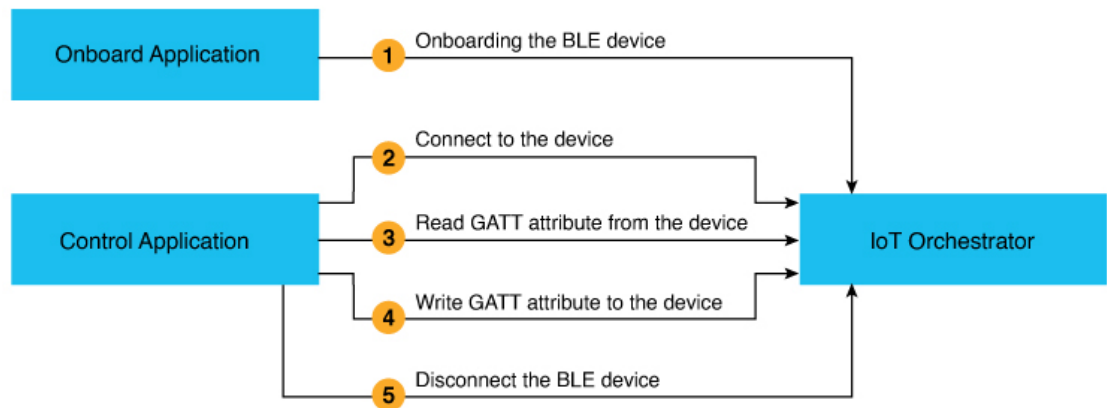 Onboard Application
1
Onboarding the BLE device
2
Connect to the device
Control Application
3
Read GATT attribute from the device
IoT Orchestrator
4
Write GATT attribute to the device
5
Disconnect the BLE device